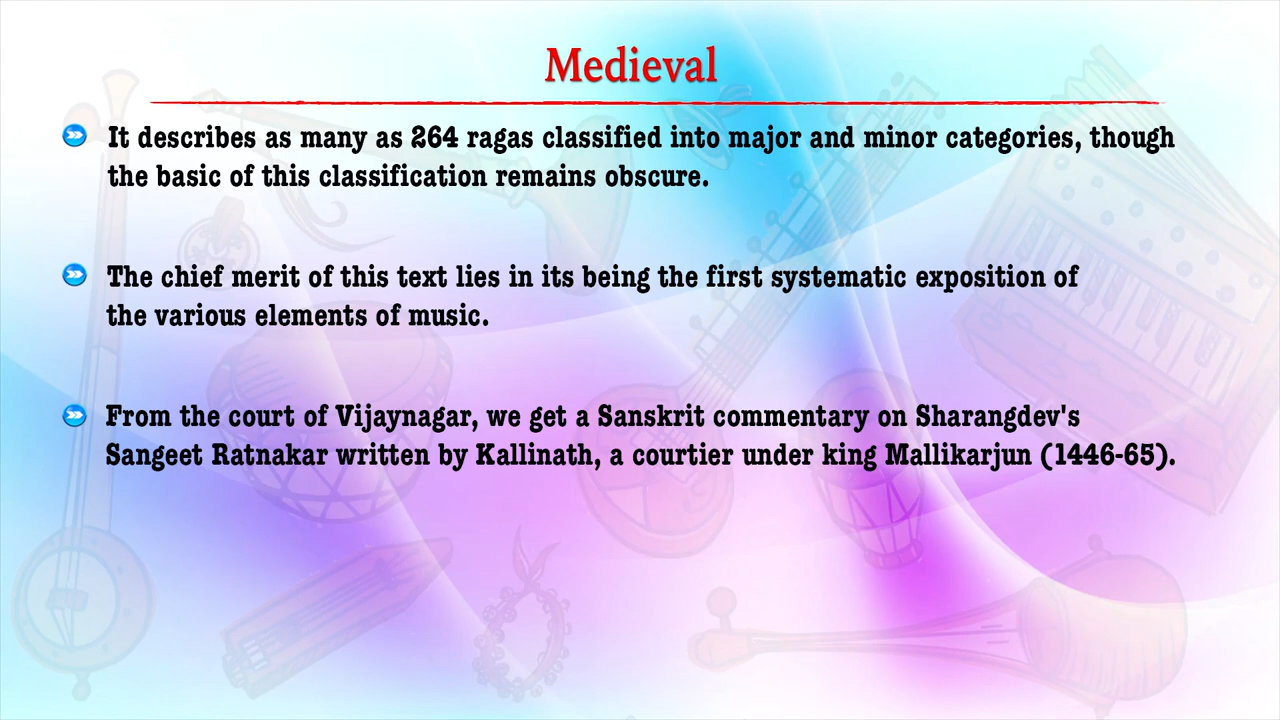 Medieval
It describes as many as 264 ragas classified into major and minor categories, though
the basic of this classification remains obscure.
The chief merit of this text lies in its being the first systematic exposition of
the various elements of music.
From the court of Vijaynagar, we get a Sanskrit commentary on Sharangdev's
Sangeet Ratnakar written by Kallinath, a courtier under king Mallikarjun (1446-65).